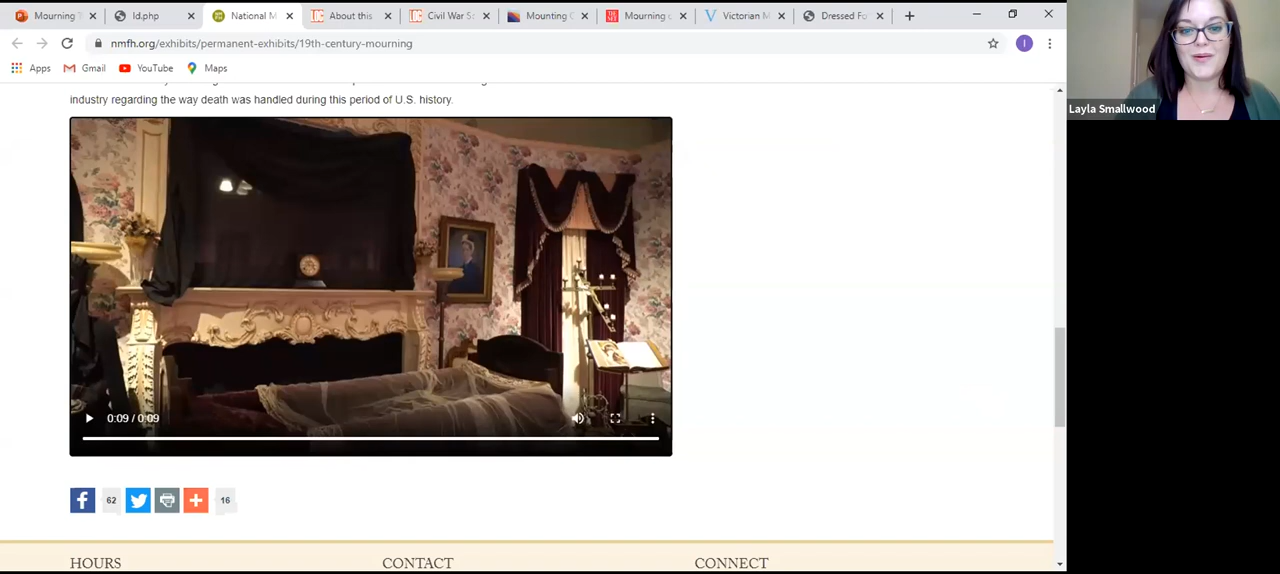 Mourning T
ld.php
National M
About this
Civil War S
Mounting C
Mourning c
Victorian M
Dressed Fo
nmfh.org/exhibits/permanent-exhibits/19th-century-mourning
Apps
Gmail
YouTube
Maps
industry regarding the way death was handled during this period of U.S. history.
Layla Smallwood
0:09 / 0:09
62
16
HOURS
CONTACT
CONNECT